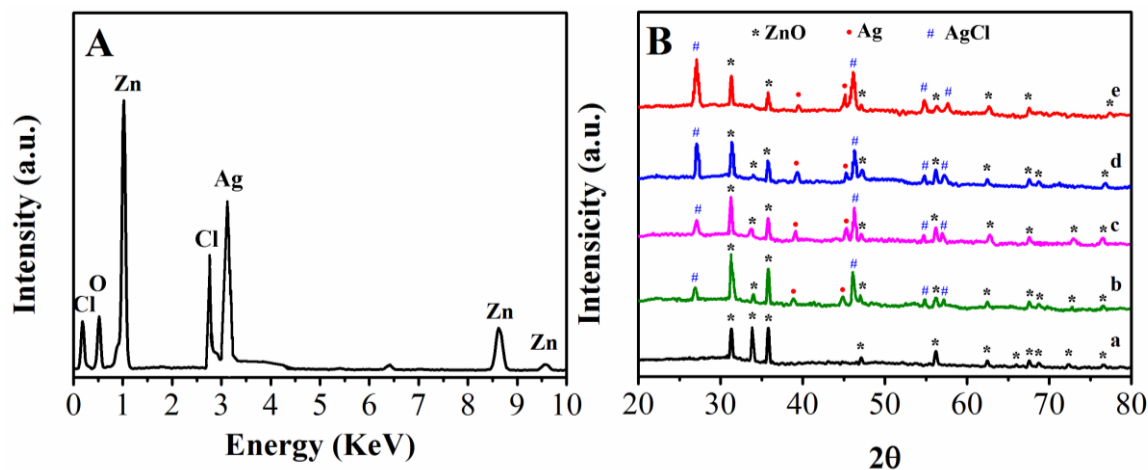 A
Zn
Ag
Cl
O
Cl
Zn
Zn
Intensity (a.u.)
0 1 2 3 4 5 6 7 8 9 10
Energy (KeV)
B
* ZnO • Ag # AgCl
# * * • • # * # * # * * * e
# * * * • • # * # * # * * * * d
# * * * • • # * # * # * * * * c
# * * * • • # * # * # * * * * * b
* * * * * * * * * * * a
Intensicity (a.u.)
20 30 40 50 60 70 80
2θ